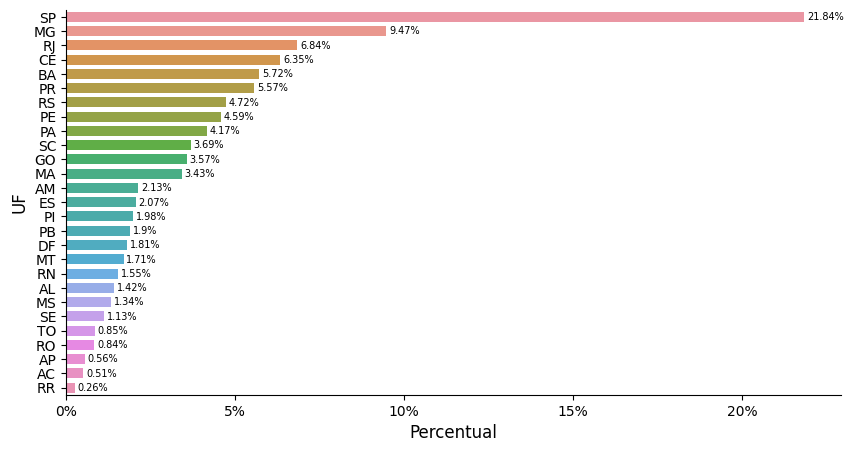 SP 21.84%
MG 9.47%
RJ 6.84%
CE 6.35%
BA 5.72%
PR 5.57%
RS 4.72%
PE 4.59%
PA 4.17%
SC 3.69%
GO 3.57%
MA 3.43%
AM 2.13%
ES 2.07%
PI 1.98%
PB 1.9%
DF 1.81%
MT 1.71%
RN 1.55%
AL 1.42%
MS 1.34%
SE 1.13%
TO 0.85%
RO 0.84%
AP 0.56%
AC 0.51%
RR 0.26%
UF
0% 5% 10% 15% 20%
Percentual